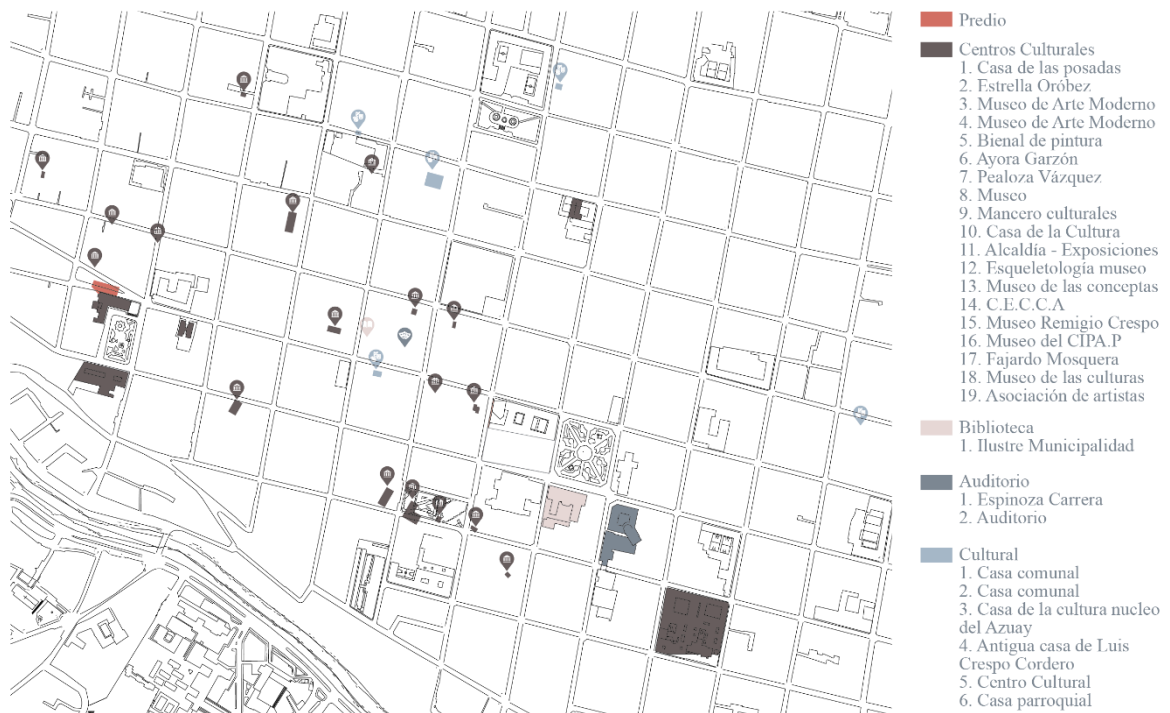 Predio
Centros Culturales
1. Casa de las posadas
2. Estrella Oróbez
3. Museo de Arte Moderno
4. Museo de Arte Moderno
5. Bienal de pintura
6. Ayora Garzón
7. Pealoza Vázquez
8. Museo
9. Mancero culturales
10. Casa de la Cultura
11. Alcaldía - Exposiciones
12. Esqueletología museo
13. Museo de las conceptas
14. C.E.C.C.A
15. Museo Remigio Crespo
16. Museo del CIPA.P
17. Fajardo Mosquera
18. Museo de las culturas
19. Asociación de artistas
Biblioteca
1. Ilustre Municipalidad
Auditorio
1. Espinoza Carrera
2. Auditorio
Cultural
1. Casa comunal
2. Casa comunal
3. Casa de la cultura nucleo
del Azuay
4. Antigua casa de Luis
Crespo Cordero
5. Centro Cultural
6. Casa parroquial